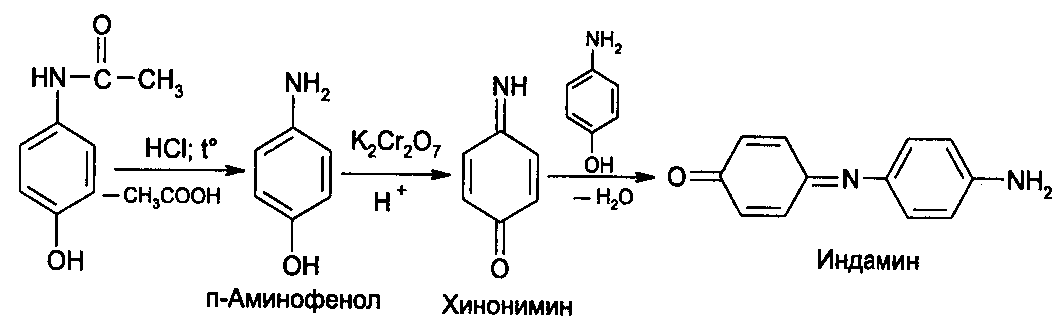 O
HN–C–CH₃
OH
HCl; t°
– CH₃COOH
NH₂
OH
п-Аминофенол
K₂Cr₂O₇
H⁺
NH
O
Хинонимин
NH₂
OH
– H₂O
O
N
NH₂
Индамин